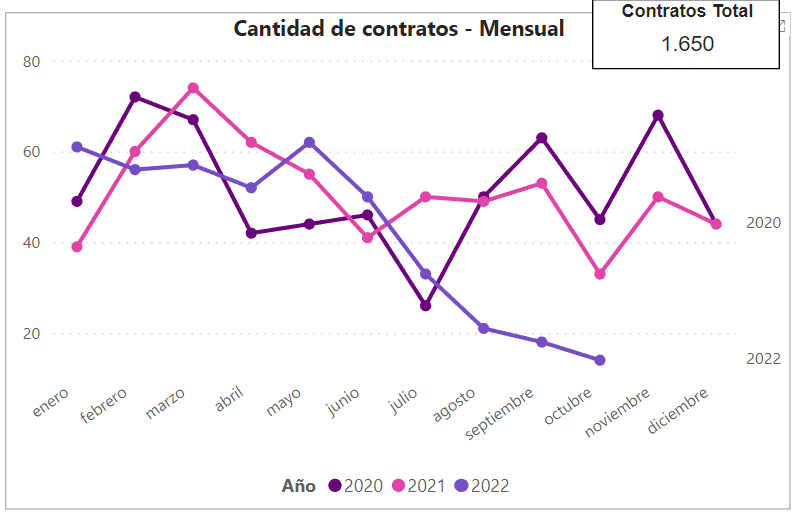 Contratos Total
1.650
Cantidad de contratos - Mensual
80
60
40
20
2020
2022
enero febrero marzo abril mayo junio julio agosto septiembre octubre noviembre diciembre
Año 2020 2021 2022